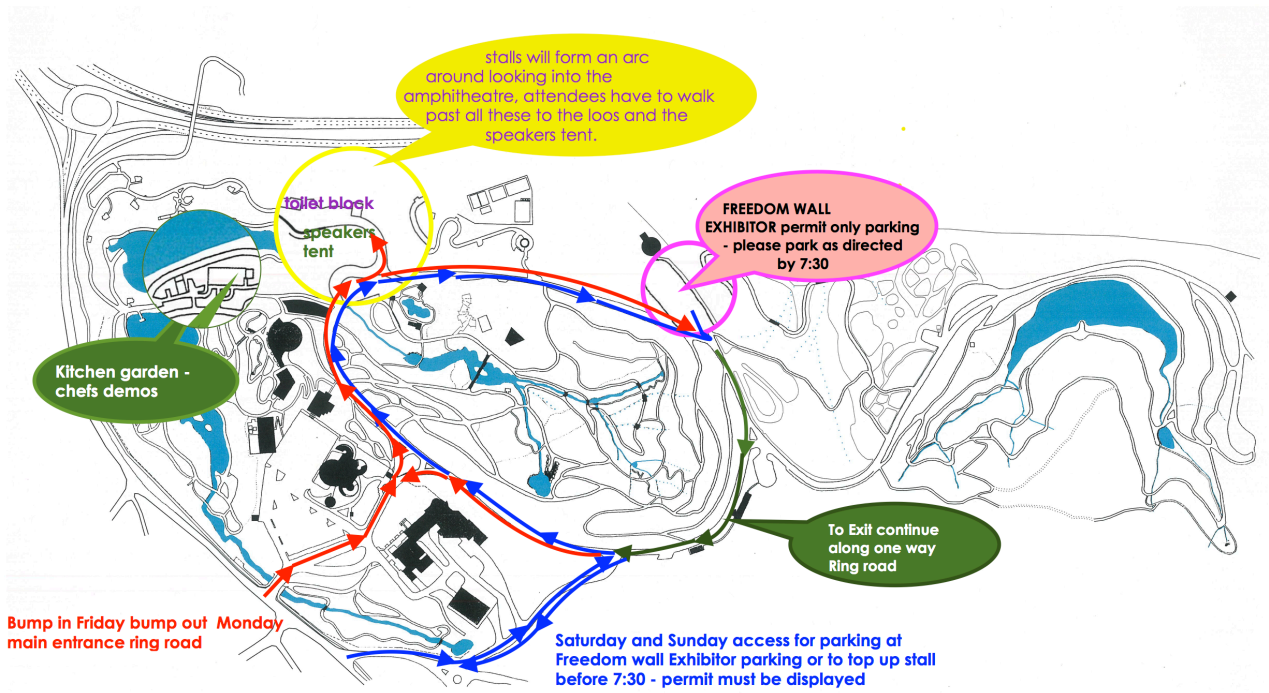 stalls will form an arc
around looking into the
amphitheatre, attendees have to walk
past all these to the loos and the
speakers tent.
toilet block
speakers
tent
FREEDOM WALL
EXHIBITOR permit only parking
- please park as directed
by 7:30
Kitchen garden -
chefs demos
To Exit continue
along one way
Ring road
Bump in Friday bump out Monday
main entrance ring road
Saturday and Sunday access for parking at
Freedom wall Exhibitor parking or to top up stall
before 7:30 - permit must be displayed